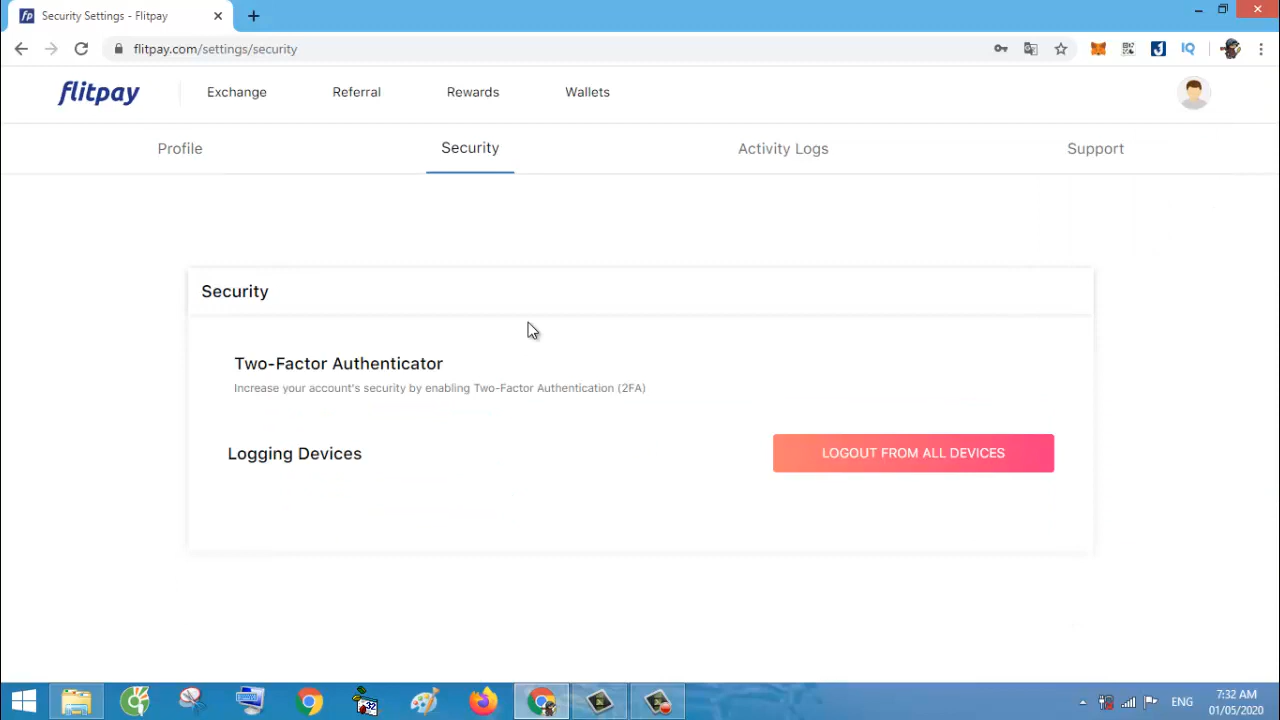 Security Settings - Flitpay
flitpay.com/settings/security
flitpay Exchange Referral Rewards Wallets
Profile Security Activity Logs Support
Security
Two-Factor Authenticator
Increase your account's security by enabling Two-Factor Authentication (2FA)
Logging Devices LOGOUT FROM ALL DEVICES
ENG
7:32 AM
01/05/2020